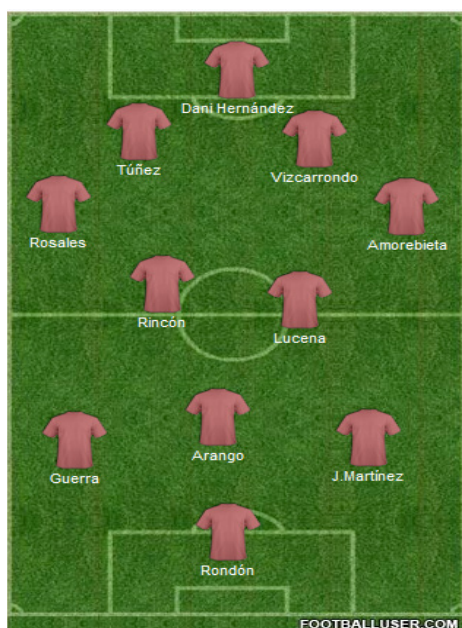 Dani Hernández
Túñez
Vizcarrondo
Rosales
Amorebieta
Rincón
Lucena
Arango
Guerra
J.Martínez
Rondón
FOOTBALLUSER.COM